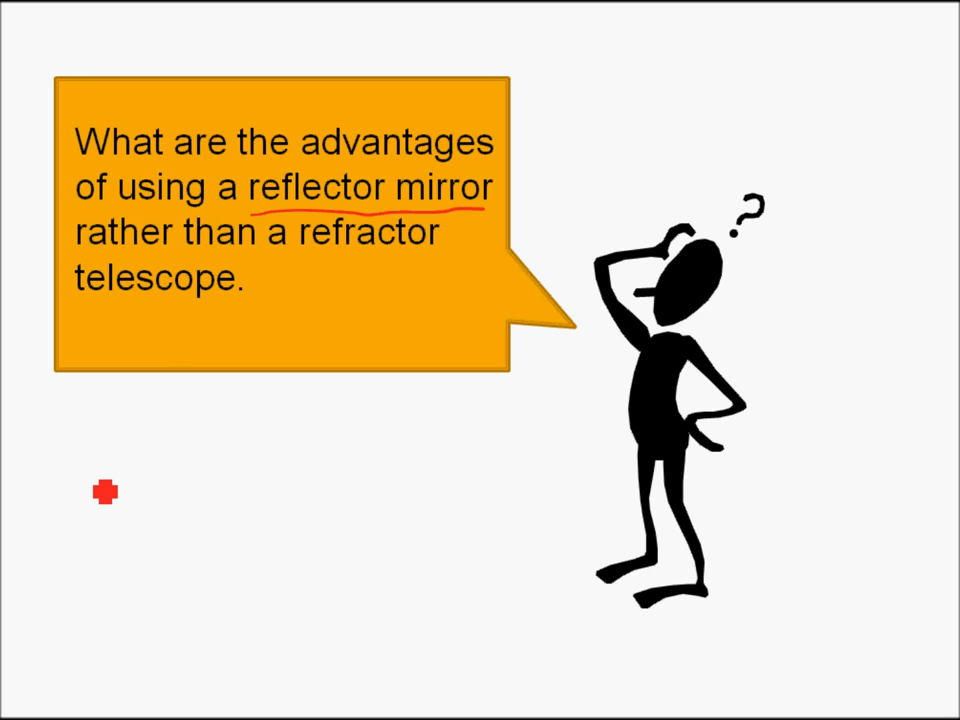 What are the advantages
of using a reflector mirror
rather than a refractor
telescope.
?